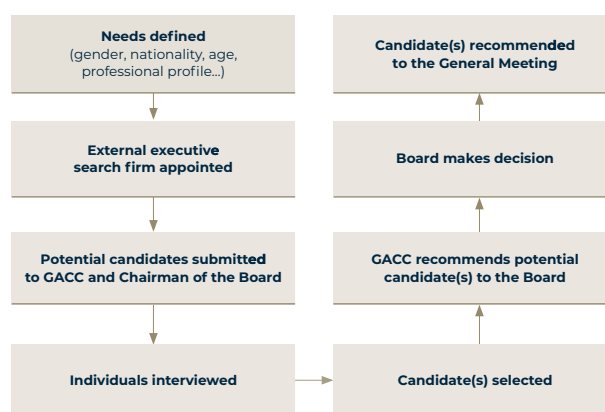 Needs defined
(gender, nationality, age,
professional profile...)
External executive
search firm appointed
Potential candidates submitted
to GACC and Chairman of the Board
Individuals interviewed
Candidate(s) selected
GACC recommends potential
candidate(s) to the Board
Board makes decision
Candidate(s) recommended
to the General Meeting